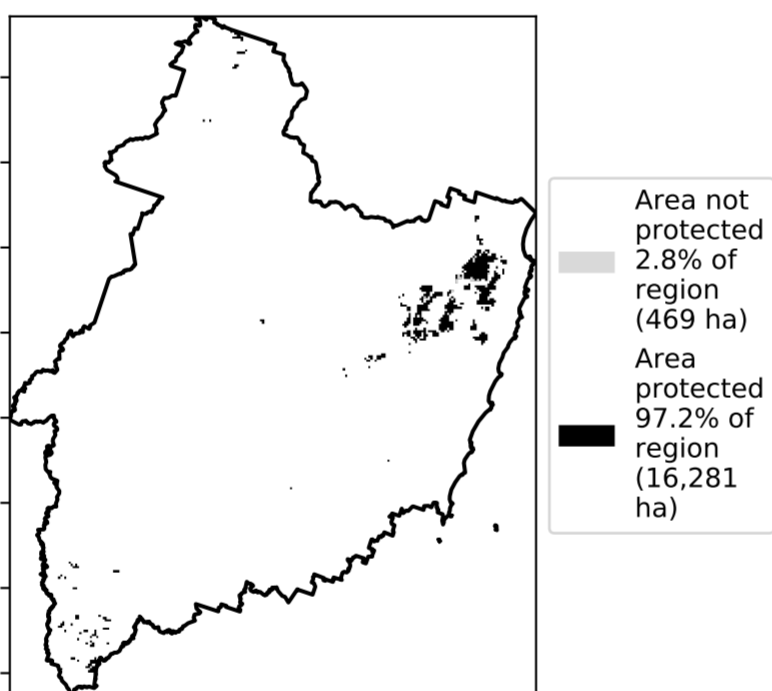 Area not
protected
2.8% of
region
(469 ha)
Area
protected
97.2% of
region
(16,281
ha)